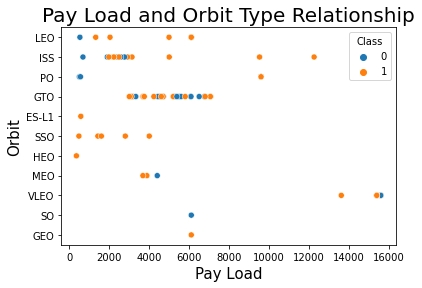 Pay Load and Orbit Type Relationship
Class
0
1
Orbit
LEO
ISS
PO
GTO
ES-L1
SSO
HEO
MEO
VLEO
SO
GEO
0 2000 4000 6000 8000 10000 12000 14000 16000
Pay Load